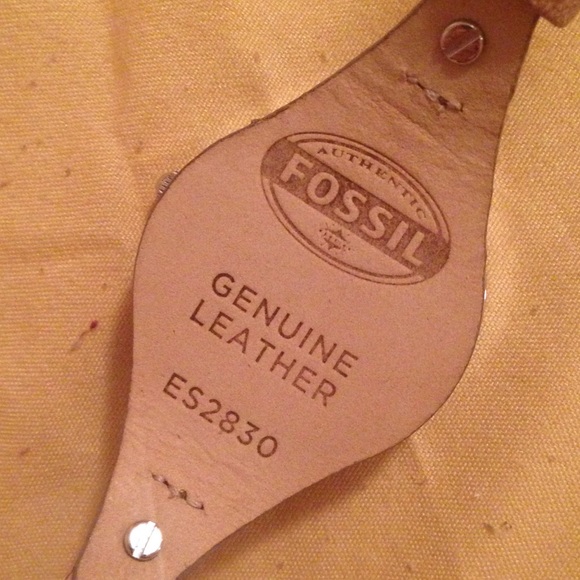 AUTHENTIC
FOSSIL
GENUINE
LEATHER
ES2830